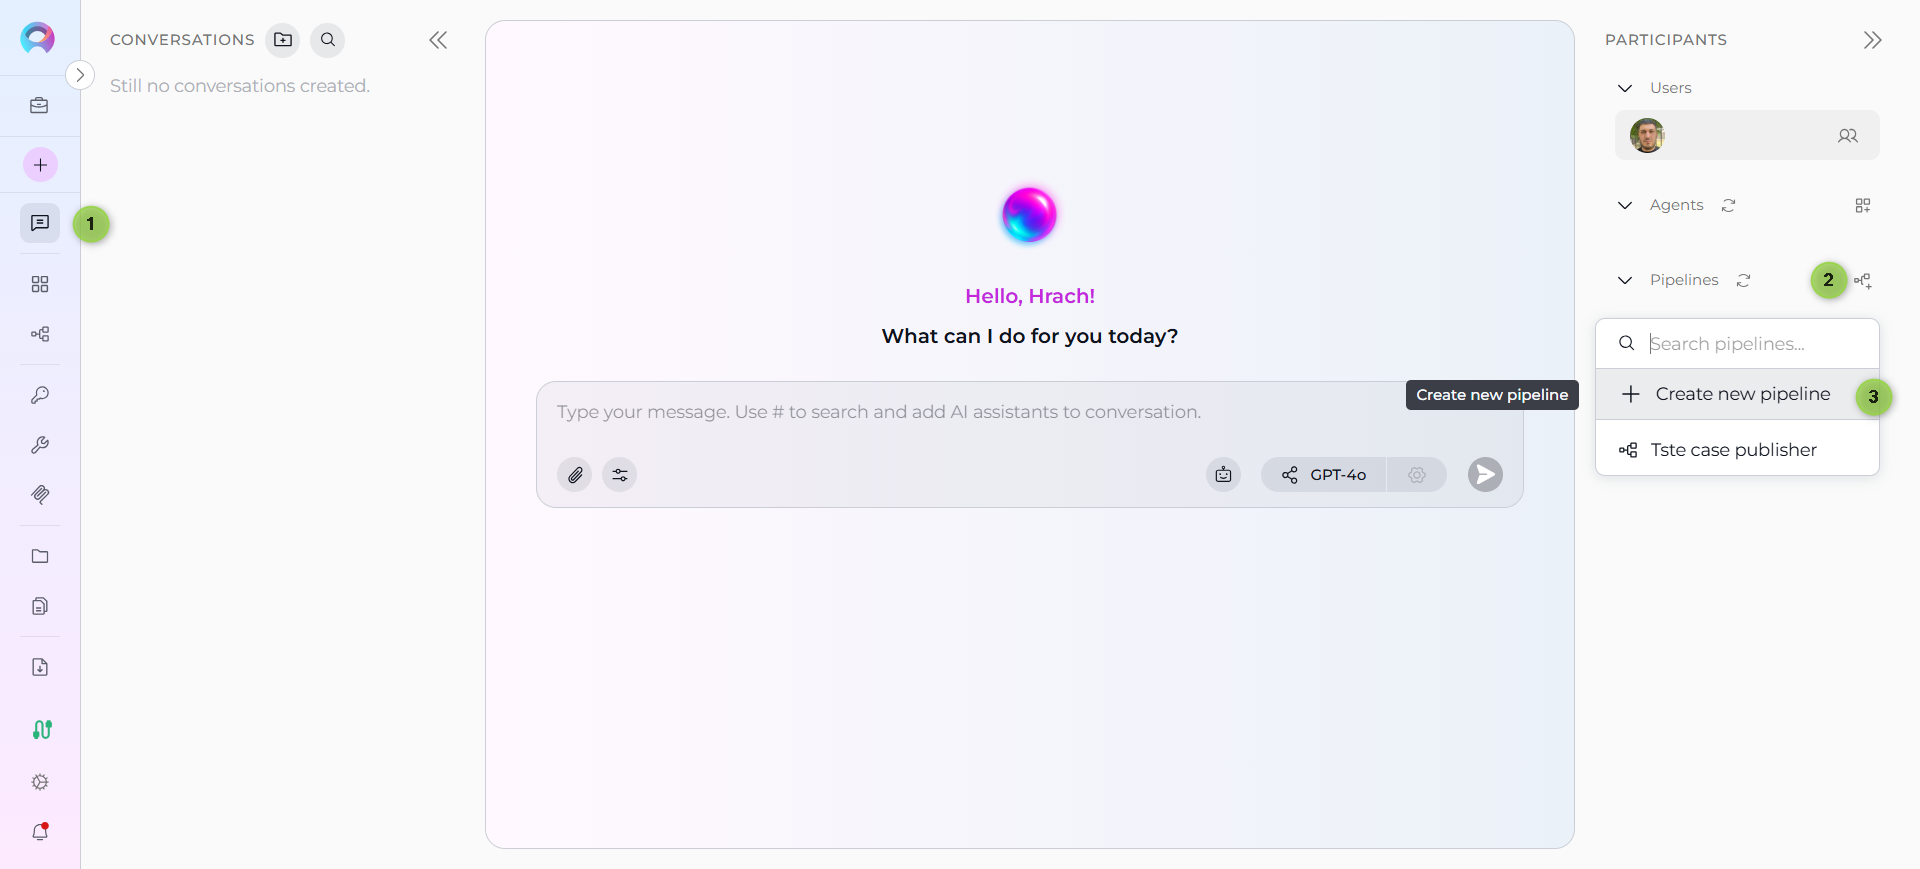 CONVERSATIONS
Still no conversations created.
1
Hello, Hrach!
What can I do for you today?
Type your message. Use # to search and add AI assistants to conversation.
GPT-4o
PARTICIPANTS
Users
Agents
Pipelines
2
Search pipelines...
Create new pipeline
Create new pipeline
3
Tste case publisher